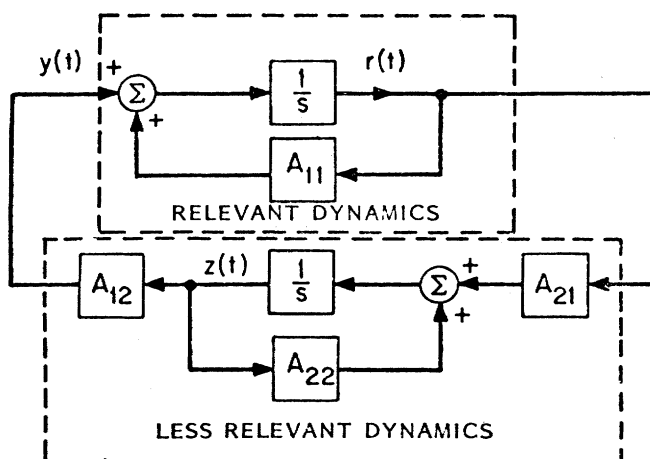 y(t)
+
Σ
+
1/s
r(t)
A11
RELEVANT DYNAMICS
A12
z(t)
1/s
+
Σ
+
A21
A22
LESS RELEVANT DYNAMICS